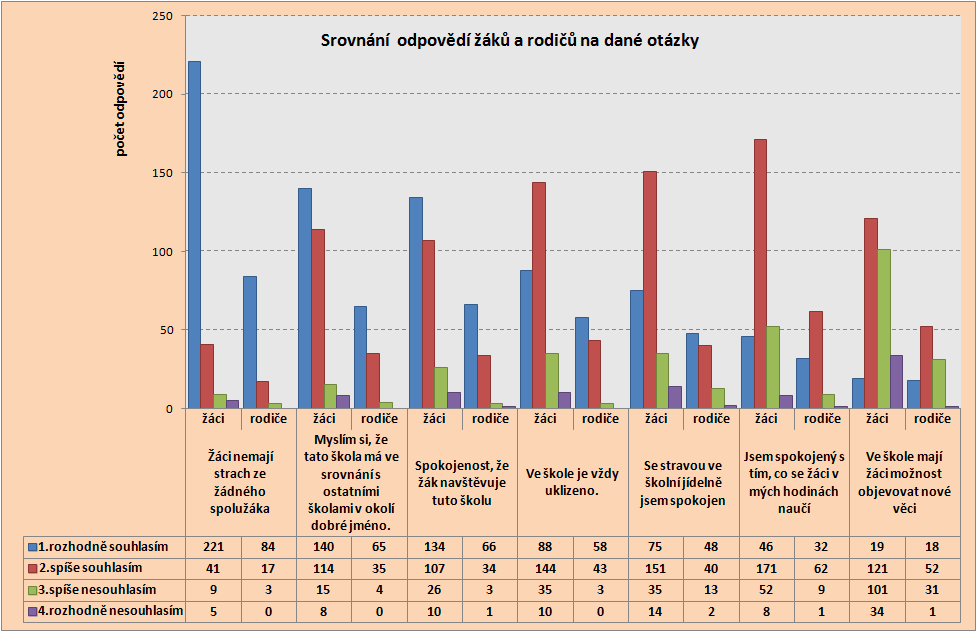 Srovnání odpovědí žáků a rodičů na dané otázky
počet odpovědí
250
200
150
100
50
0
žáci rodiče žáci rodiče žáci rodiče žáci rodiče žáci rodiče žáci rodiče žáci rodiče
Žáci nemají
strach ze
žádného
spolužáka
Myslím si, že
tato škola má ve
srovnání s
ostatními
školami v okolí
dobré jméno.
Spokojenost, že
žák navštěvuje
tuto školu
Ve škole je vždy
uklizeno.
Se stravou ve
školní jídelně
jsem spokojen
Jsem spokojený s
tím, co se žáci v
mých hodinách
naučí
Ve škole mají
žáci možnost
objevovat nové
věci
1.rozhodně souhlasím 221 84 140 65 134 66 88 58 75 48 46 32 19 18
2.spíše souhlasím 41 17 114 35 107 34 144 43 151 40 171 62 121 52
3.spíše nesouhlasím 9 3 15 4 26 3 35 3 35 13 52 9 101 31
4.rozhodně nesouhlasím 5 0 8 0 10 1 10 0 14 2 8 1 34 1